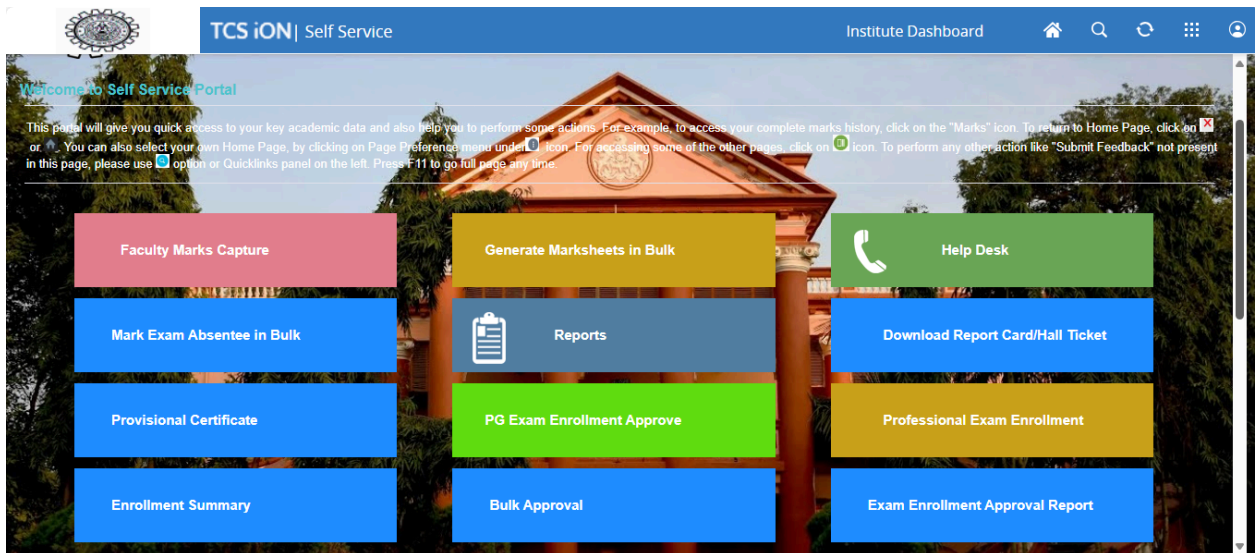 TCS iON | Self Service
Institute Dashboard
Welcome to Self Service Portal
This portal will give you quick access to your key academic data and also help you to perform some actions. For example, to access your complete marks history, click on the "Marks" icon. To return to Home Page, click on
or . You can also select your own Home Page, by clicking on Page Preference menu under icon. For accessing some of the other pages, click on icon. To perform any other action like "Submit Feedback" not present
in this page, please use option or Quicklinks panel on the left. Press F11 to go full page any time.
Faculty Marks Capture
Generate Marksheets in Bulk
Help Desk
Mark Exam Absentee in Bulk
Reports
Download Report Card/Hall Ticket
Provisional Certificate
PG Exam Enrollment Approve
Professional Exam Enrollment
Enrollment Summary
Bulk Approval
Exam Enrollment Approval Report